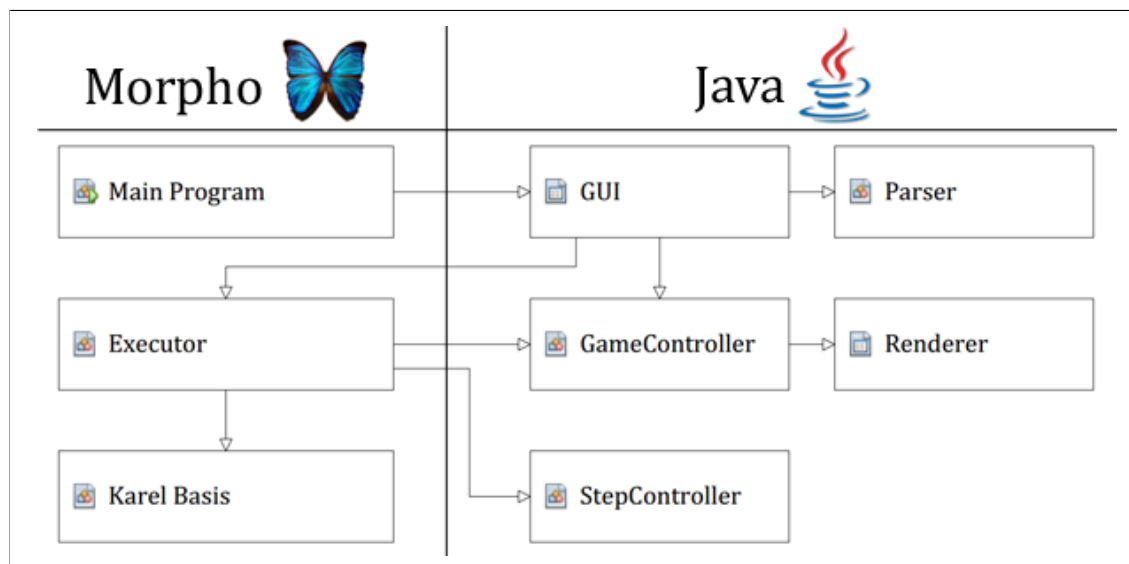 Morpho
Java
Main Program
GUI
Parser
Executor
GameController
Renderer
Karel Basis
StepController